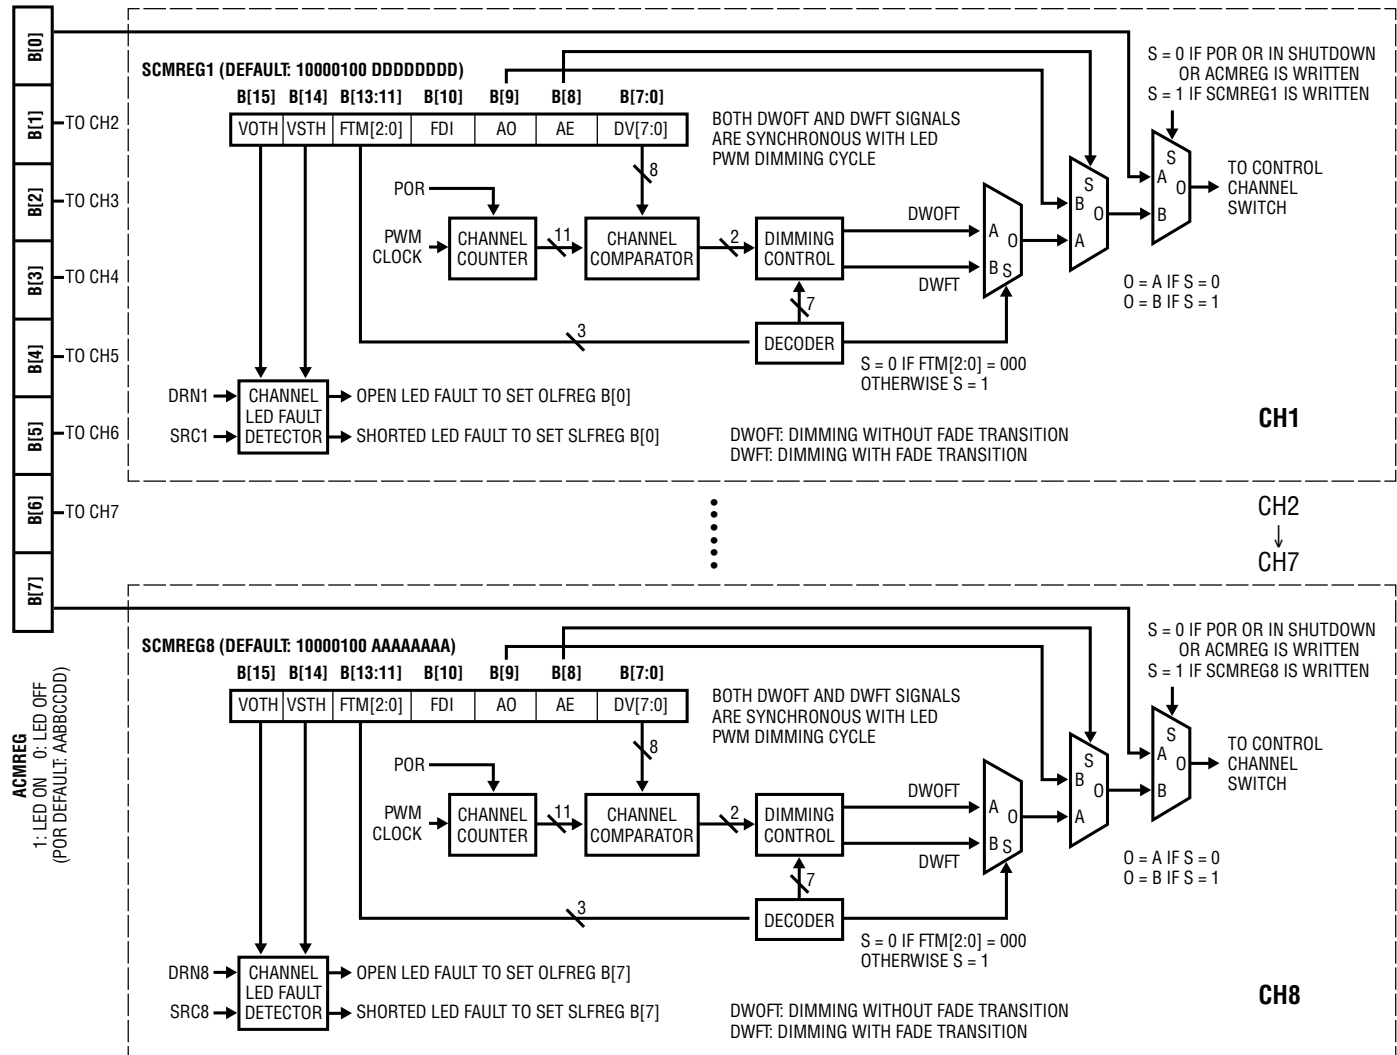 B[0]
B[1]
TO CH2
B[2]
TO CH3
B[3]
TO CH4
B[4]
TO CH5
B[5]
TO CH6
B[6]
TO CH7
B[7]
ACMREG
1: LED ON 0: LED OFF
(POR DEFAULT: AABBCCDD)
SCMREG1 (DEFAULT: 10000100 DDDDDDDD)
B[15] B[14] B[13:11] B[10] B[9] B[8] B[7:0]
VOTH VSTH FTM[2:0] FDI AO AE DV[7:0]
BOTH DWOFT AND DWFT SIGNALS
ARE SYNCHRONOUS WITH LED
PWM DIMMING CYCLE
S = 0 IF POR OR IN SHUTDOWN
OR ACMREG IS WRITTEN
S = 1 IF SCMREG1 IS WRITTEN
8
POR
PWM
CLOCK
CHANNEL
COUNTER
11
CHANNEL
COMPARATOR
2
DIMMING
CONTROL
DWOFT
DWFT
A
O
B S
S
B
O
A
S
A
O
B
TO CONTROL
CHANNEL
SWITCH
O = A IF S = 0
O = B IF S = 1
7
3
DECODER
S = 0 IF FTM[2:0] = 000
OTHERWISE S = 1
DRN1
SRC1
CHANNEL
LED FAULT
DETECTOR
OPEN LED FAULT TO SET OLFREG B[0]
SHORTED LED FAULT TO SET SLFREG B[0]
DWOFT: DIMMING WITHOUT FADE TRANSITION
DWFT: DIMMING WITH FADE TRANSITION
CH1
CH2
CH7
SCMREG8 (DEFAULT: 10000100 AAAAAAAA)
B[15] B[14] B[13:11] B[10] B[9] B[8] B[7:0]
VOTH VSTH FTM[2:0] FDI AO AE DV[7:0]
BOTH DWOFT AND DWFT SIGNALS
ARE SYNCHRONOUS WITH LED
PWM DIMMING CYCLE
S = 0 IF POR OR IN SHUTDOWN
OR ACMREG IS WRITTEN
S = 1 IF SCMREG8 IS WRITTEN
8
POR
PWM
CLOCK
CHANNEL
COUNTER
11
CHANNEL
COMPARATOR
2
DIMMING
CONTROL
DWOFT
DWFT
A
O
B S
S
B
O
A
S
A
O
B
TO CONTROL
CHANNEL
SWITCH
O = A IF S = 0
O = B IF S = 1
7
3
DECODER
S = 0 IF FTM[2:0] = 000
OTHERWISE S = 1
DRN8
SRC8
CHANNEL
LED FAULT
DETECTOR
OPEN LED FAULT TO SET OLFREG B[7]
SHORTED LED FAULT TO SET SLFREG B[7]
DWOFT: DIMMING WITHOUT FADE TRANSITION
DWFT: DIMMING WITH FADE TRANSITION
CH8